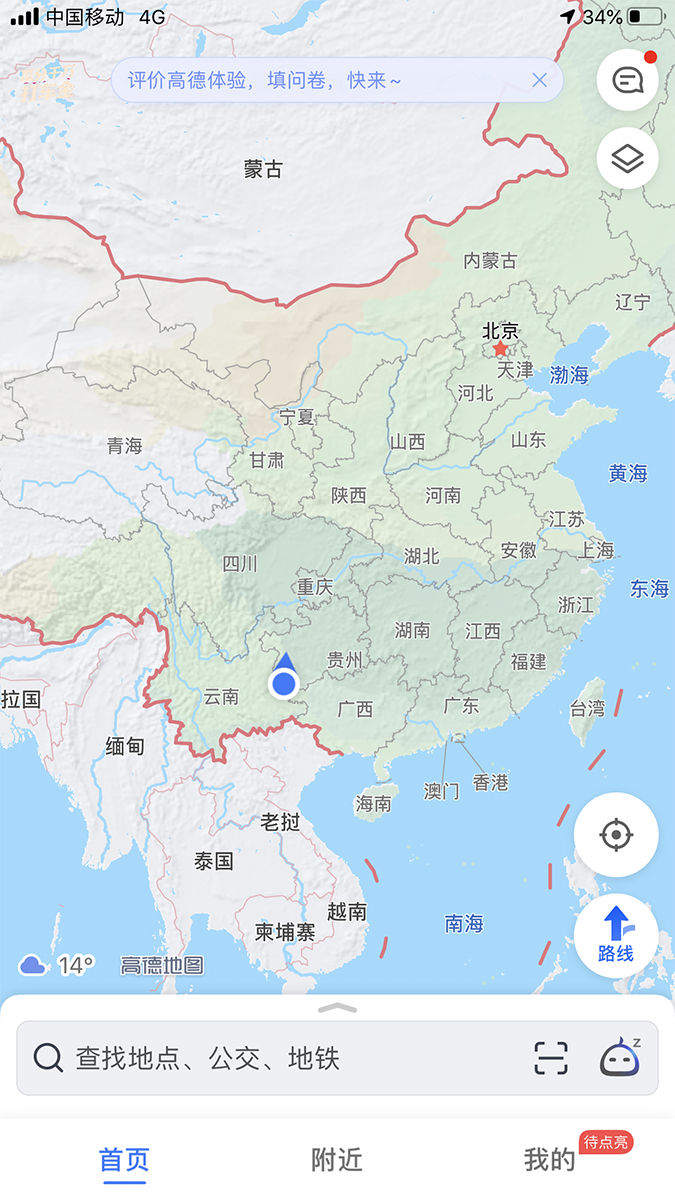 中国移动 4G
34%
评价高德体验，填问卷，快来~
蒙古
内蒙古
辽宁
北京
天津
渤海
河北
宁夏
青海
山西
山东
甘肃
黄海
陕西
河南
江苏
四川
湖北
安徽
上海
重庆
东海
浙江
湖南
江西
贵州
福建
拉国
云南
广西
广东
台湾
缅甸
香港
澳门
海南
老挝
泰国
越南
南海
柬埔寨
路线
14°
高德地图
查找地点、公交、地铁
z
首页
附近
我的
待点亮